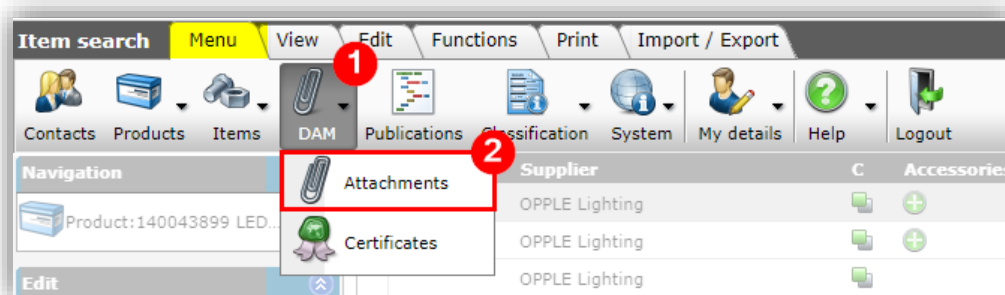 Item search Menu View Edit Functions Print Import / Export
1
Contacts Products Items DAM Publications Classification System My details Help Logout
2
Navigation Supplier C Accessories
Attachments
Product:140043899 LED... OPPLE Lighting
Certificates OPPLE Lighting
Edit OPPLE Lighting